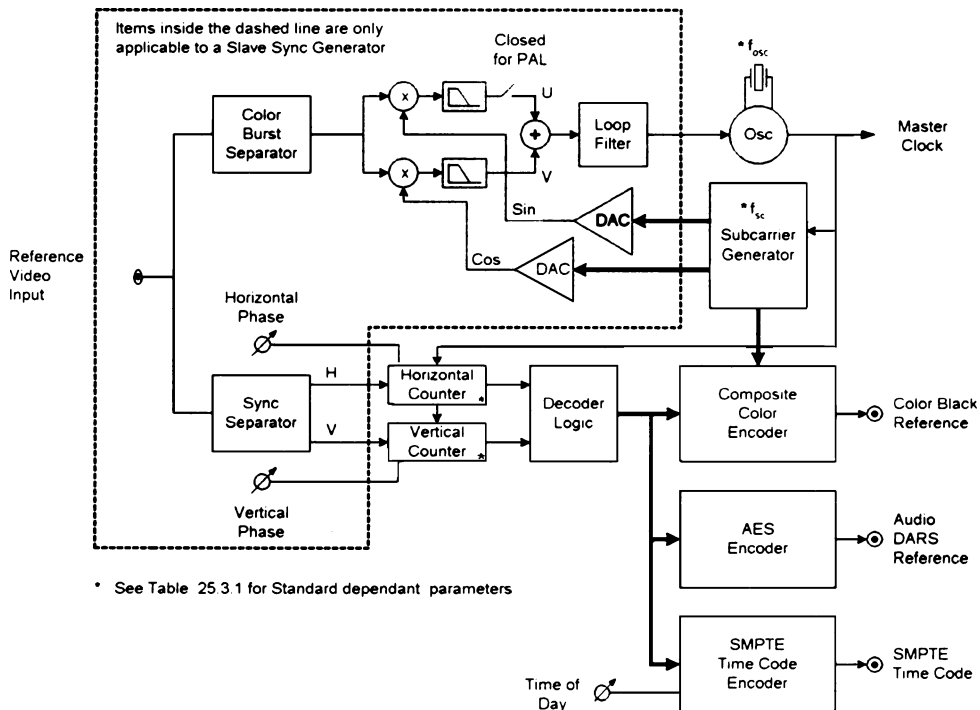 Items inside the dashed line are only
applicable to a Slave Sync Generator
Closed
for PAL
* fosc
U
x
Color
Burst
Separator
+
Loop
Filter
Osc
Master
Clock
x
V
Sin
DAC
* fsc
Subcarrier
Generator
Cos
DAC
Reference
Video
Input
Horizontal
Phase
H
Horizontal
Counter *
Sync
Separator
V
Vertical
Counter *
Decoder
Logic
Composite
Color
Encoder
Color Black
Reference
Vertical
Phase
AES
Encoder
Audio
DARS
Reference
* See Table 25.3.1 for Standard dependant parameters
SMPTE
Time Code
Encoder
SMPTE
Time Code
Time of
Day